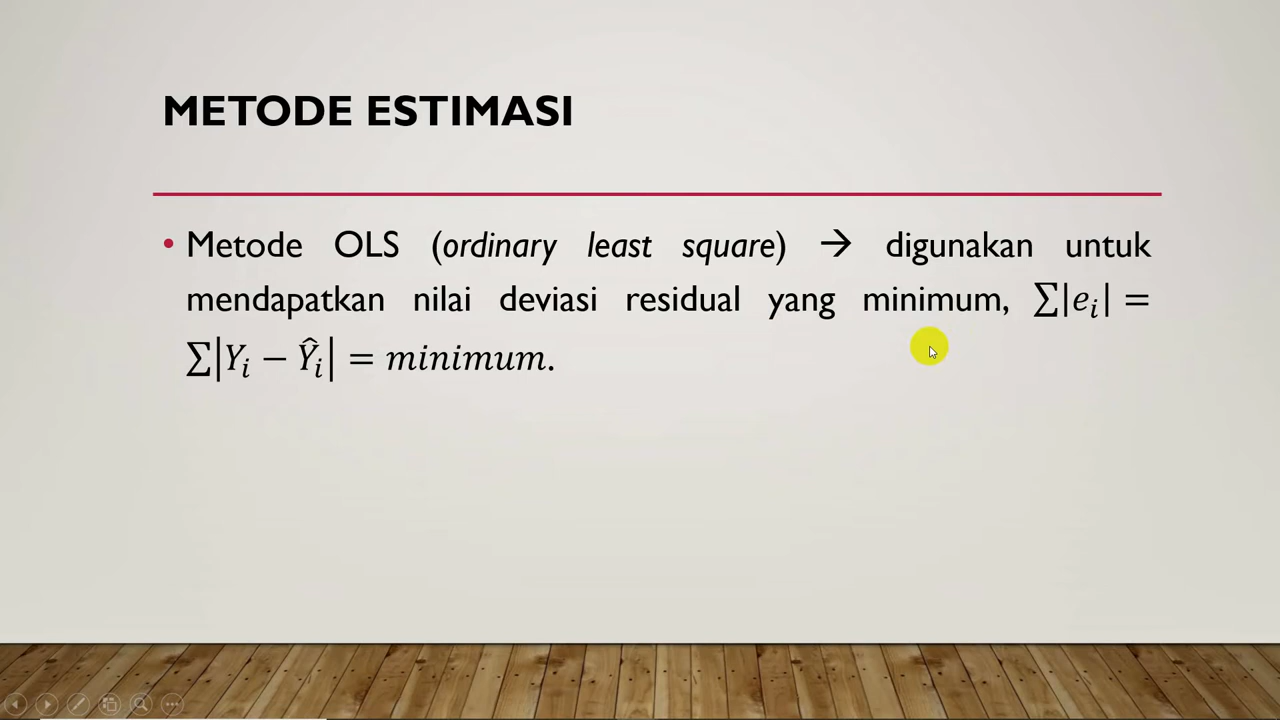 METODE ESTIMASI
• Metode OLS (ordinary least square) → digunakan untuk
mendapatkan nilai deviasi residual yang minimum, ∑|eᵢ| =
∑|Yᵢ − Ŷᵢ| = minimum.